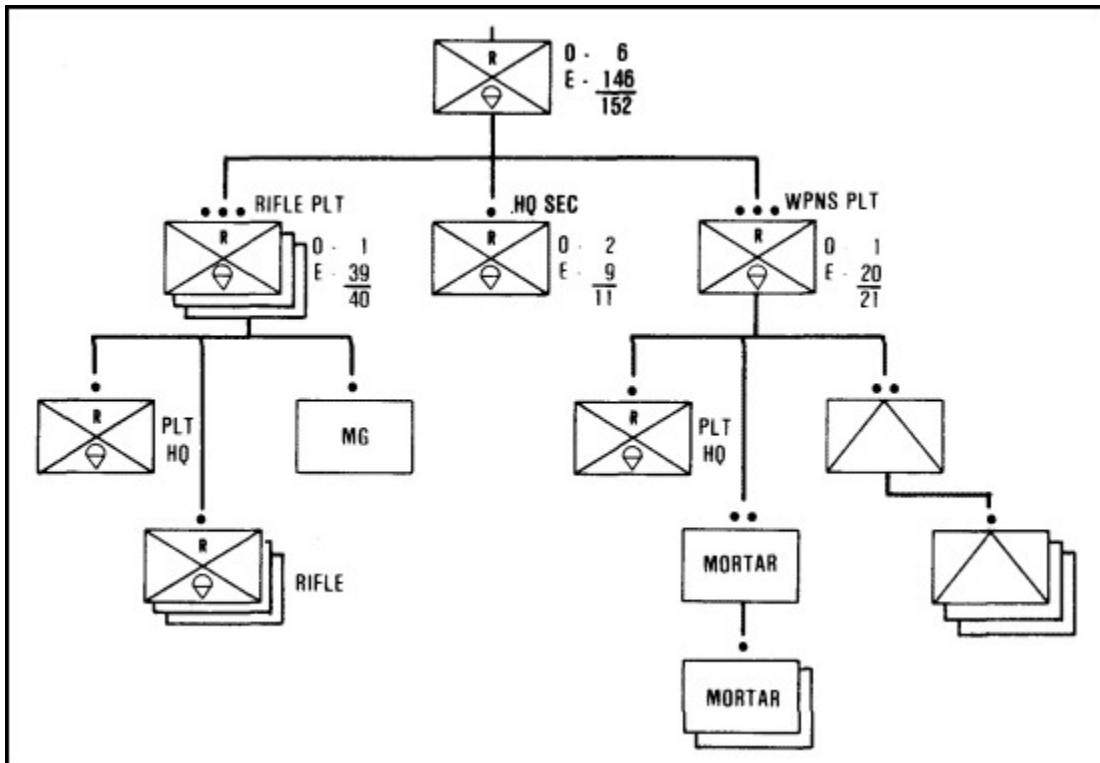 R
O - 6
E - 146
152
RIFLE PLT
R
O - 1
E - 39
40
.HQ SEC
R
O - 2
E - 9
11
WPNS PLT
R
O - 1
E - 20
21
R
PLT
HQ
MG
R
RIFLE
R
PLT
HQ
MORTAR
MORTAR